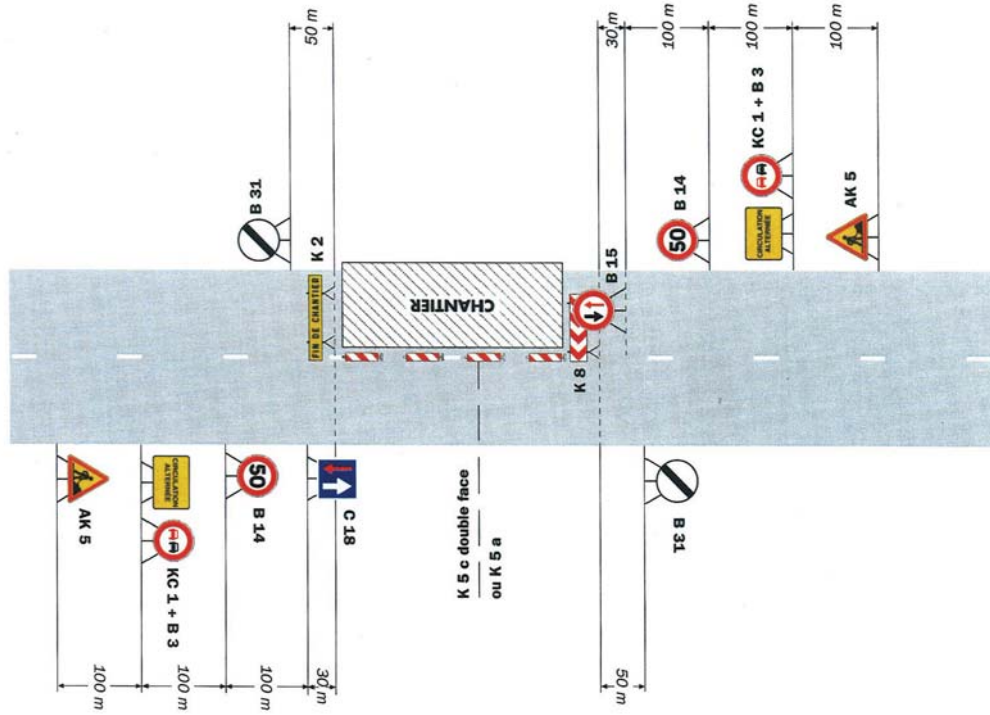 50 m
30 m
100 m
100 m
100 m
B 31
K 2
FIN DE CHANTIER
CHANTIER
K 8
B 15
50
B 14
KC 1 + B 3
CIRCULATION
ALTERNÉE
AK 5
AK 5
CIRCULATION
ALTERNÉE
KC 1 + B 3
50
B 14
C 18
K 5 c double face
ou K 5 a
B 31
100 m
100 m
100 m
30 m
50 m